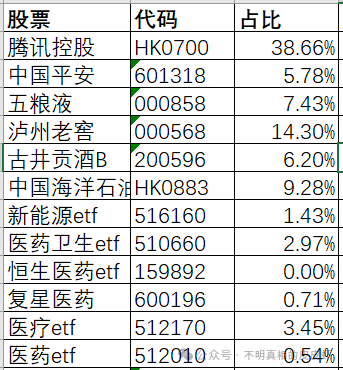 股票 代码 占比
腾讯控股 HK0700 38.66%
中国平安 601318 5.78%
五粮液 000858 7.43%
泸州老窖 000568 14.30%
古井贡酒B 200596 6.20%
中国海洋石油 HK0883 9.28%
新能源etf 516160 1.43%
医药卫生etf 510660 2.97%
恒生医药etf 159892 0.00%
复星医药 600196 0.71%
医疗etf 512170 3.45%
医药etf 512010 0.54%
公众号 · 不明真相的